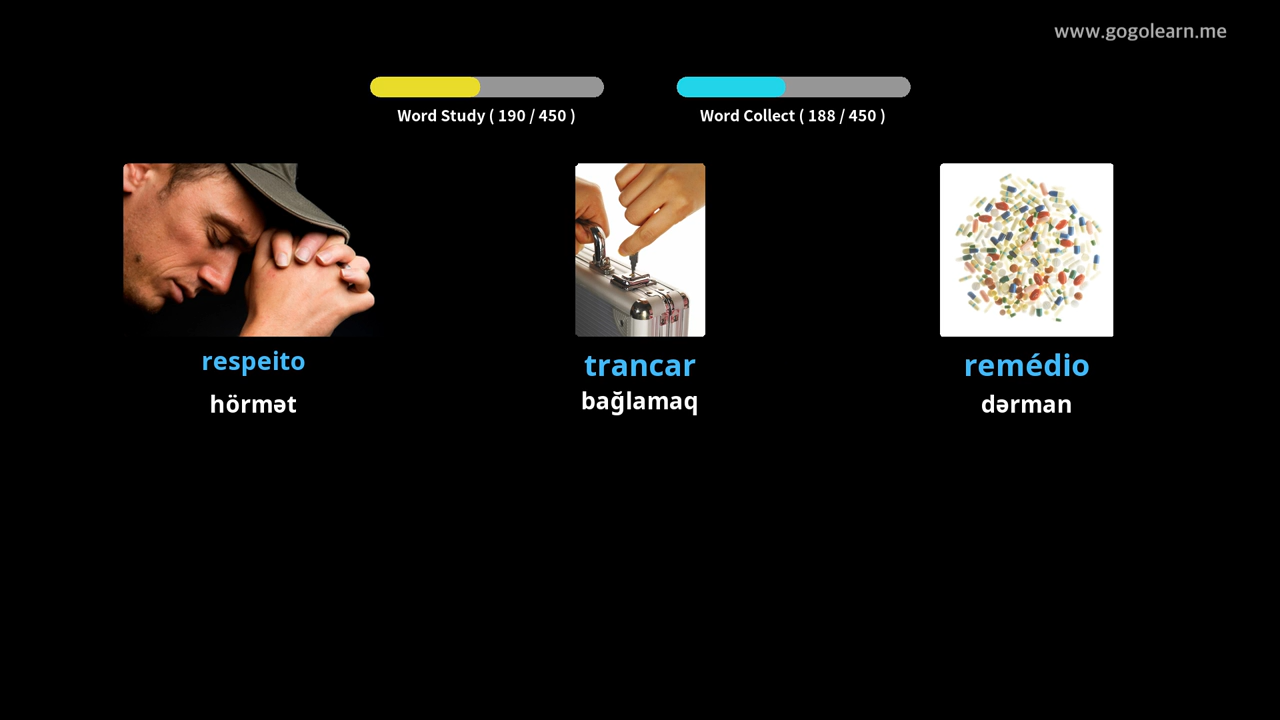 www.gogolearn.me
Word Study ( 190 / 450 )
Word Collect ( 188 / 450 )
respeito
hörmət
trancar
bağlamaq
remédio
dərman